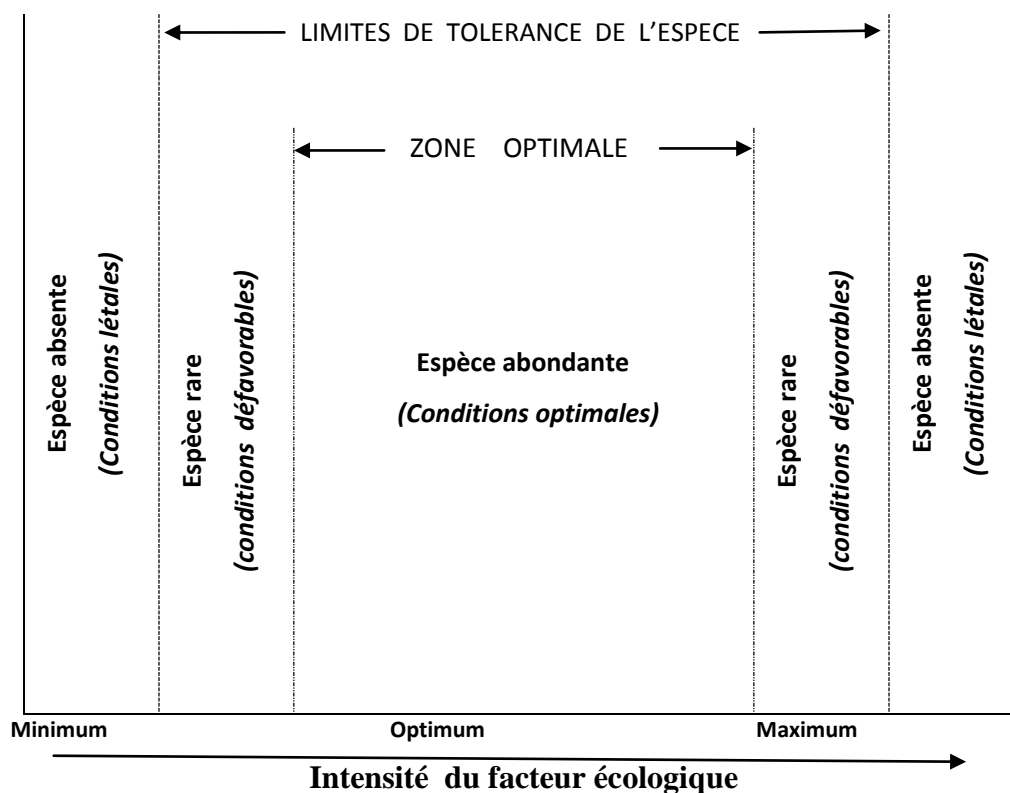 LIMITES DE TOLERANCE DE L’ESPECE
ZONE OPTIMALE
Espèce absente
(Conditions létales)
Espèce rare
(conditions défavorables)
Espèce abondante
(Conditions optimales)
Espèce rare
(conditions défavorables)
Espèce absente
(Conditions létales)
Minimum
Optimum
Maximum
Intensité du facteur écologique